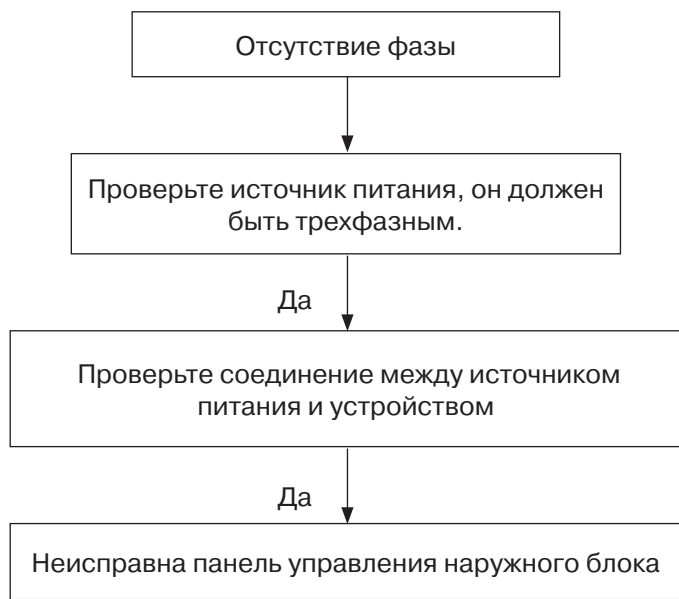 Отсутствие фазы
Проверьте источник питания, он должен
быть трехфазным.
Да
Проверьте соединение между источником
питания и устройством
Да
Неисправна панель управления наружного блока